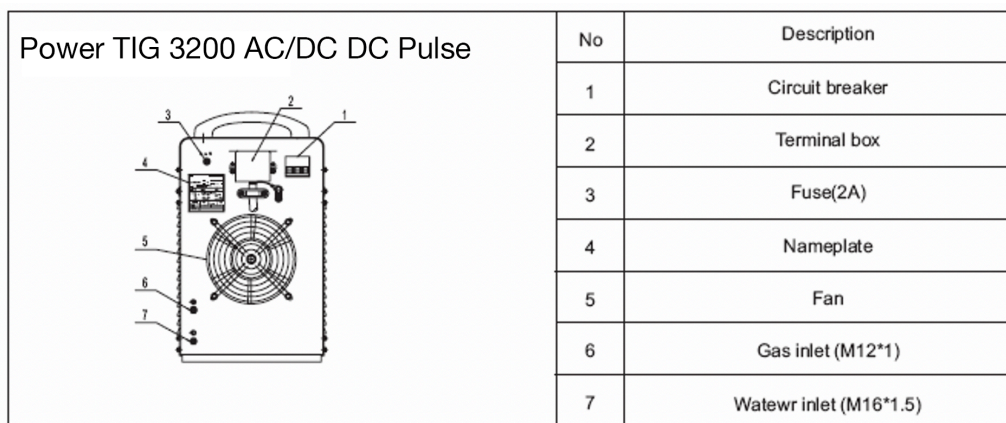 Power TIG 3200 AC/DC DC Pulse
2
3
1
4
5
6
7
No Description
1 Circuit breaker
2 Terminal box
3 Fuse(2A)
4 Nameplate
5 Fan
6 Gas inlet (M12*1)
7 Watewr inlet (M16*1.5)